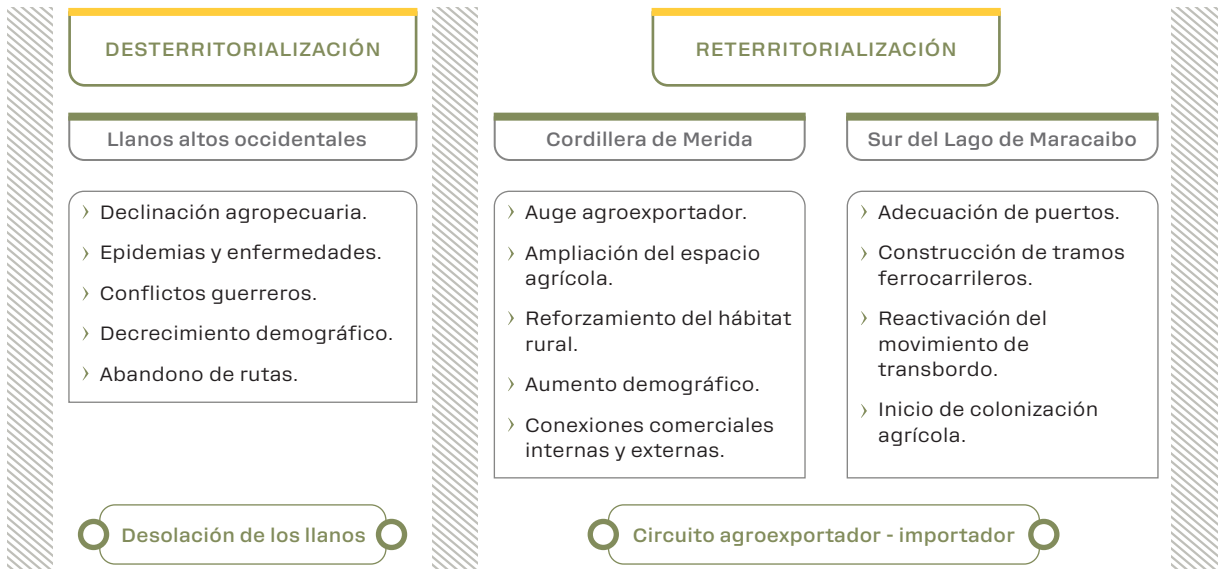 DESTERRITORIALIZACIÓN
Llanos altos occidentales
› Declinación agropecuaria.
› Epidemias y enfermedades.
› Conflictos guerreros.
› Decrecimiento demográfico.
› Abandono de rutas.
Desolación de los llanos
RETERRITORIALIZACIÓN
Cordillera de Merida
› Auge agroexportador.
› Ampliación del espacio
agrícola.
› Reforzamiento del hábitat
rural.
› Aumento demográfico.
› Conexiones comerciales
internas y externas.
Sur del Lago de Maracaibo
› Adecuación de puertos.
› Construcción de tramos
ferrocarrileros.
› Reactivación del
movimiento de
transbordo.
› Inicio de colonización
agrícola.
Circuito agroexportador - importador